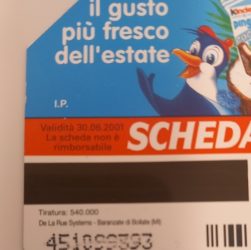 il gusto
più fresco
dell'estate
Kinder
I.P.
Validità 30.06.2001
La scheda non è
rimborsabile
SCHEDA
Tiratura: 540.000
De La Rue Systems - Baranzate di Bollate (MI)